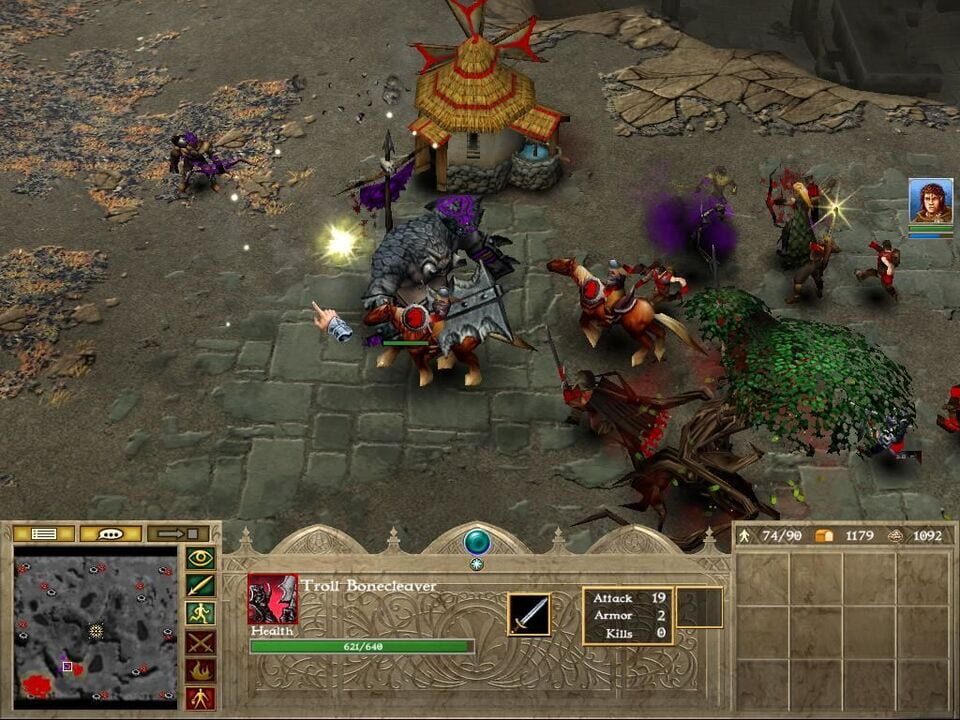 74/90 1179 1092
Troll Bonecleaver
Health
621/640
Attack 19
Armor 2
Kills 0